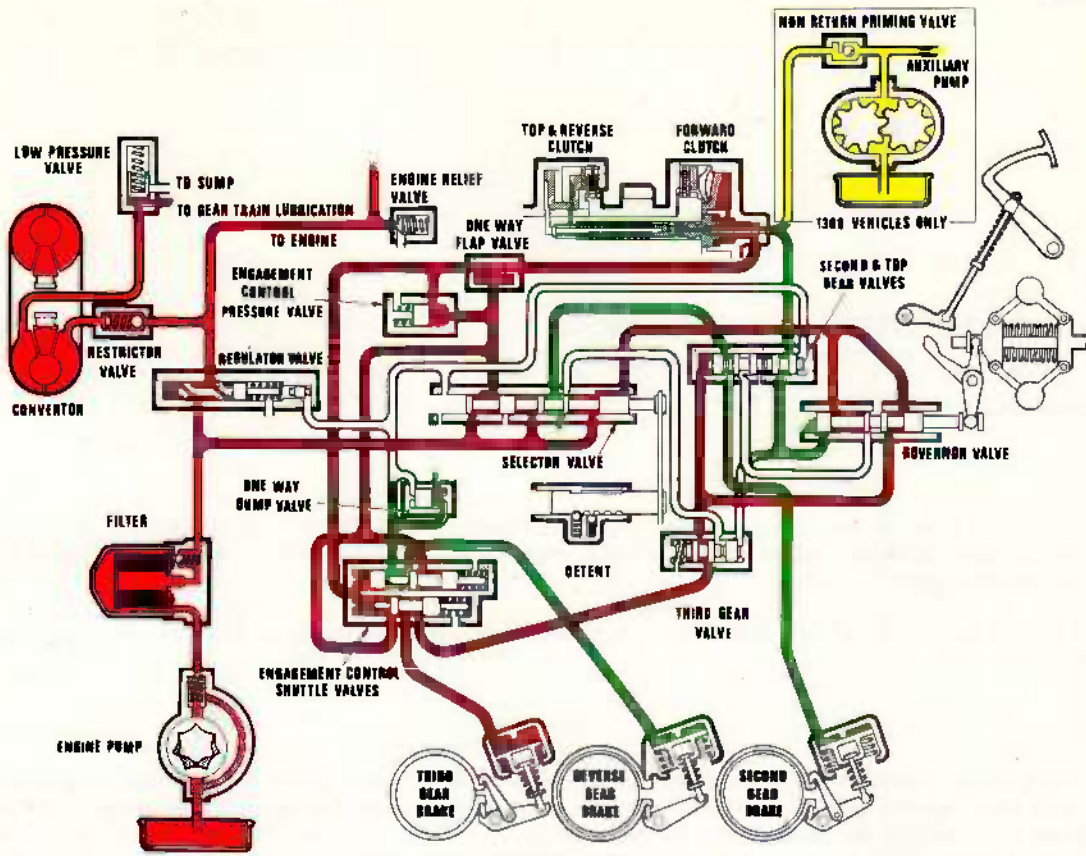 NON RETURN PRIMING VALVE
AUXILIARY
PUMP
1300 VEHICLES ONLY
TOP & REVERSE
CLUTCH
FORWARD
CLUTCH
LOW PRESSURE
VALVE
TO SUMP
TO GEAR TRAIN LUBRICATION
TO ENGINE
ENGINE RELIEF
VALVE
ONE WAY
FLAP VALVE
ENGAGEMENT
CONTROL
PRESSURE VALVE
SECOND & TOP
GEAR VALVES
RESTRICTOR
VALVE
REGULATOR VALVE
CONVERTOR
SELECTOR VALVE
GOVERNOR VALVE
ONE WAY
DUMP VALVE
FILTER
DETENT
THIRD GEAR
VALVE
ENGAGEMENT CONTROL
SHUTTLE VALVES
ENGINE PUMP
THIRD
GEAR
BRAKE
REVERSE
GEAR
BRAKE
SECOND
GEAR
BRAKE